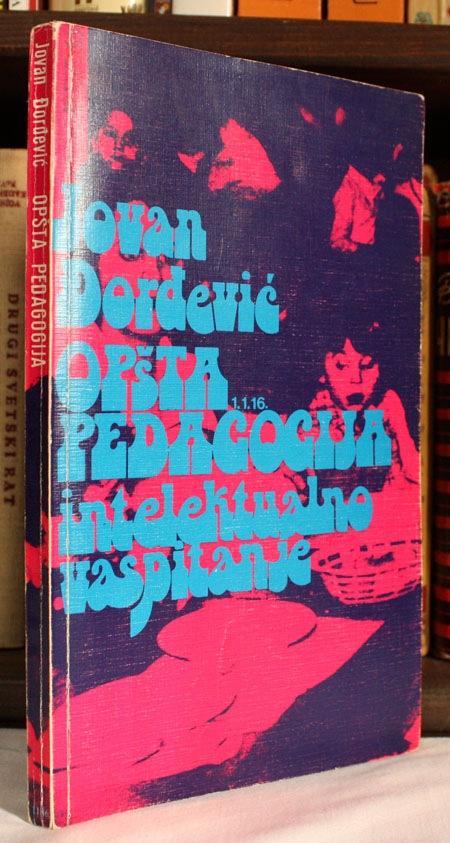 Jovan Đorđević OPŠTA PEDAGOGIJA
Jovan
Đorđević
OPŠTA
1.1.16.
PEDAGOGIJA
intelektualno
vaspitanje
DRUGI SVETSKI RAT